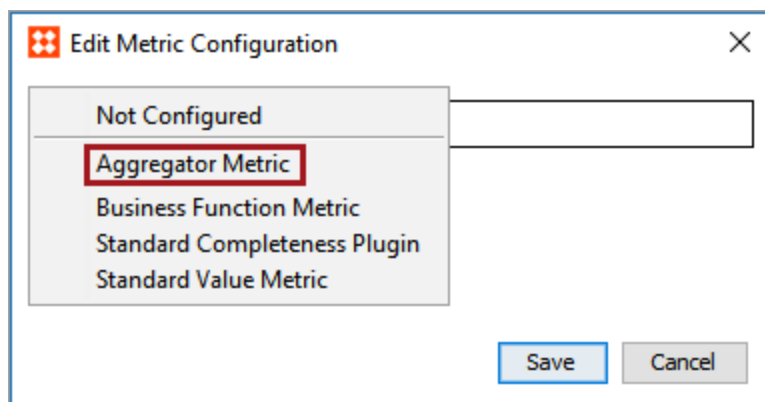 Edit Metric Configuration
Not Configured
Aggregator Metric
Business Function Metric
Standard Completeness Plugin
Standard Value Metric
Save
Cancel